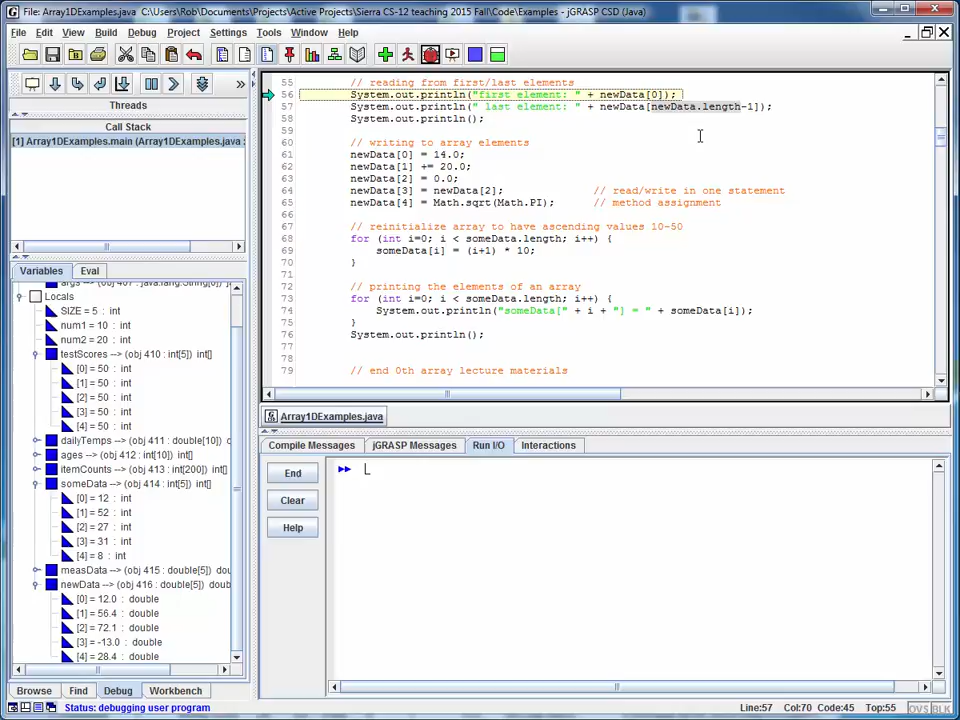 File: Array1DExamples.java  C:\Users\Rob\Documents\Projects\Active Projects\Sierra CS-12 teaching 2015 Fall\Code\Examples - jGRASP CSD (Java)
File Edit View Build Debug Project Settings Tools Window Help
Threads
Call Stack
[1] Array1DExamples.main (Array1DExamples.java :
Variables Eval
Locals
SIZE = 5 : int
num1 = 10 : int
num2 = 20 : int
testScores --> (obj 410 : int[5]) int[]
[0] = 50 : int
[1] = 50 : int
[2] = 50 : int
[3] = 50 : int
[4] = 50 : int
dailyTemps --> (obj 411 : double[10]) d
ages --> (obj 412 : int[10]) int[]
itemCounts --> (obj 413 : int[200]) int[]
someData --> (obj 414 : int[5]) int[]
[0] = 12 : int
[1] = 52 : int
[2] = 27 : int
[3] = 31 : int
[4] = 8 : int
measData --> (obj 415 : double[5]) doub
newData --> (obj 416 : double[5]) doubl
[0] = 12.0 : double
[1] = 56.4 : double
[2] = 72.1 : double
[3] = -13.0 : double
[4] = 28.4 : double
Browse Find Debug Workbench
55 // reading from first/last elements
56 System.out.println("first element: " + newData[0]);
57 System.out.println(" last element: " + newData[newData.length-1]);
58 System.out.println();
59
60 // writing to array elements
61 newData[0] = 14.0;
62 newData[1] += 20.0;
63 newData[2] = 0.0;
64 newData[3] = newData[2]; // read/write in one statement
65 newData[4] = Math.sqrt(Math.PI); // method assignment
66
67 // reinitialize array to have ascending values 10-50
68 for (int i=0; i < someData.length; i++) {
69 someData[i] = (i+1) * 10;
70 }
71
72 // printing the elements of an array
73 for (int i=0; i < someData.length; i++) {
74 System.out.println("someData[" + i + "] = " + someData[i]);
75 }
76 System.out.println();
77
78
79 // end 0th array lecture materials
Array1DExamples.java
Compile Messages jGRASP Messages Run I/O Interactions
End
Clear
Help
Status: debugging user program Line:57 Col:70 Code:45 Top:55 OVS BLK